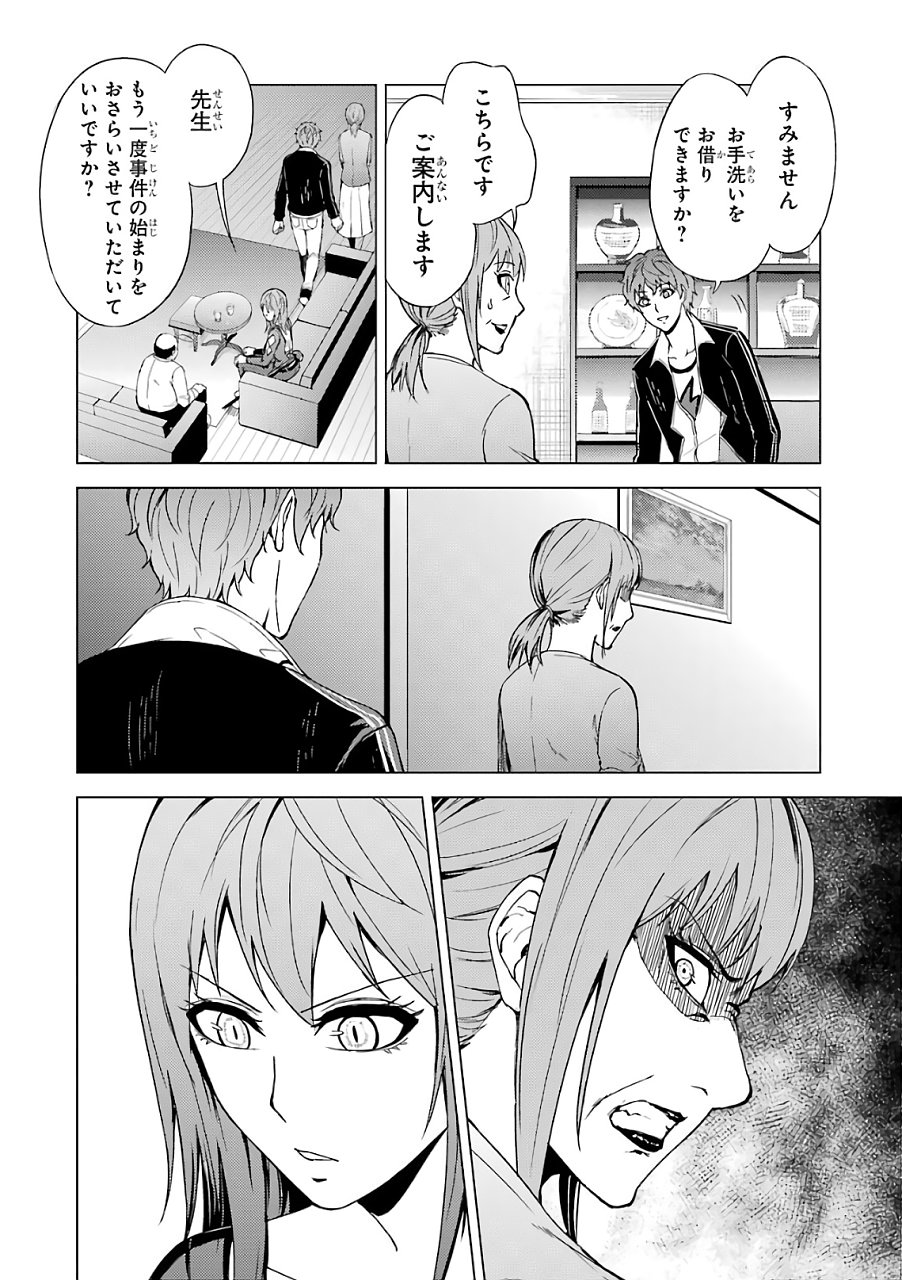 すみません
お手洗いを
お借り
できますか？
こちらです
ご案内します
先生
もう一度事件の始まりを
おさらいさせていただいて
いいですか？